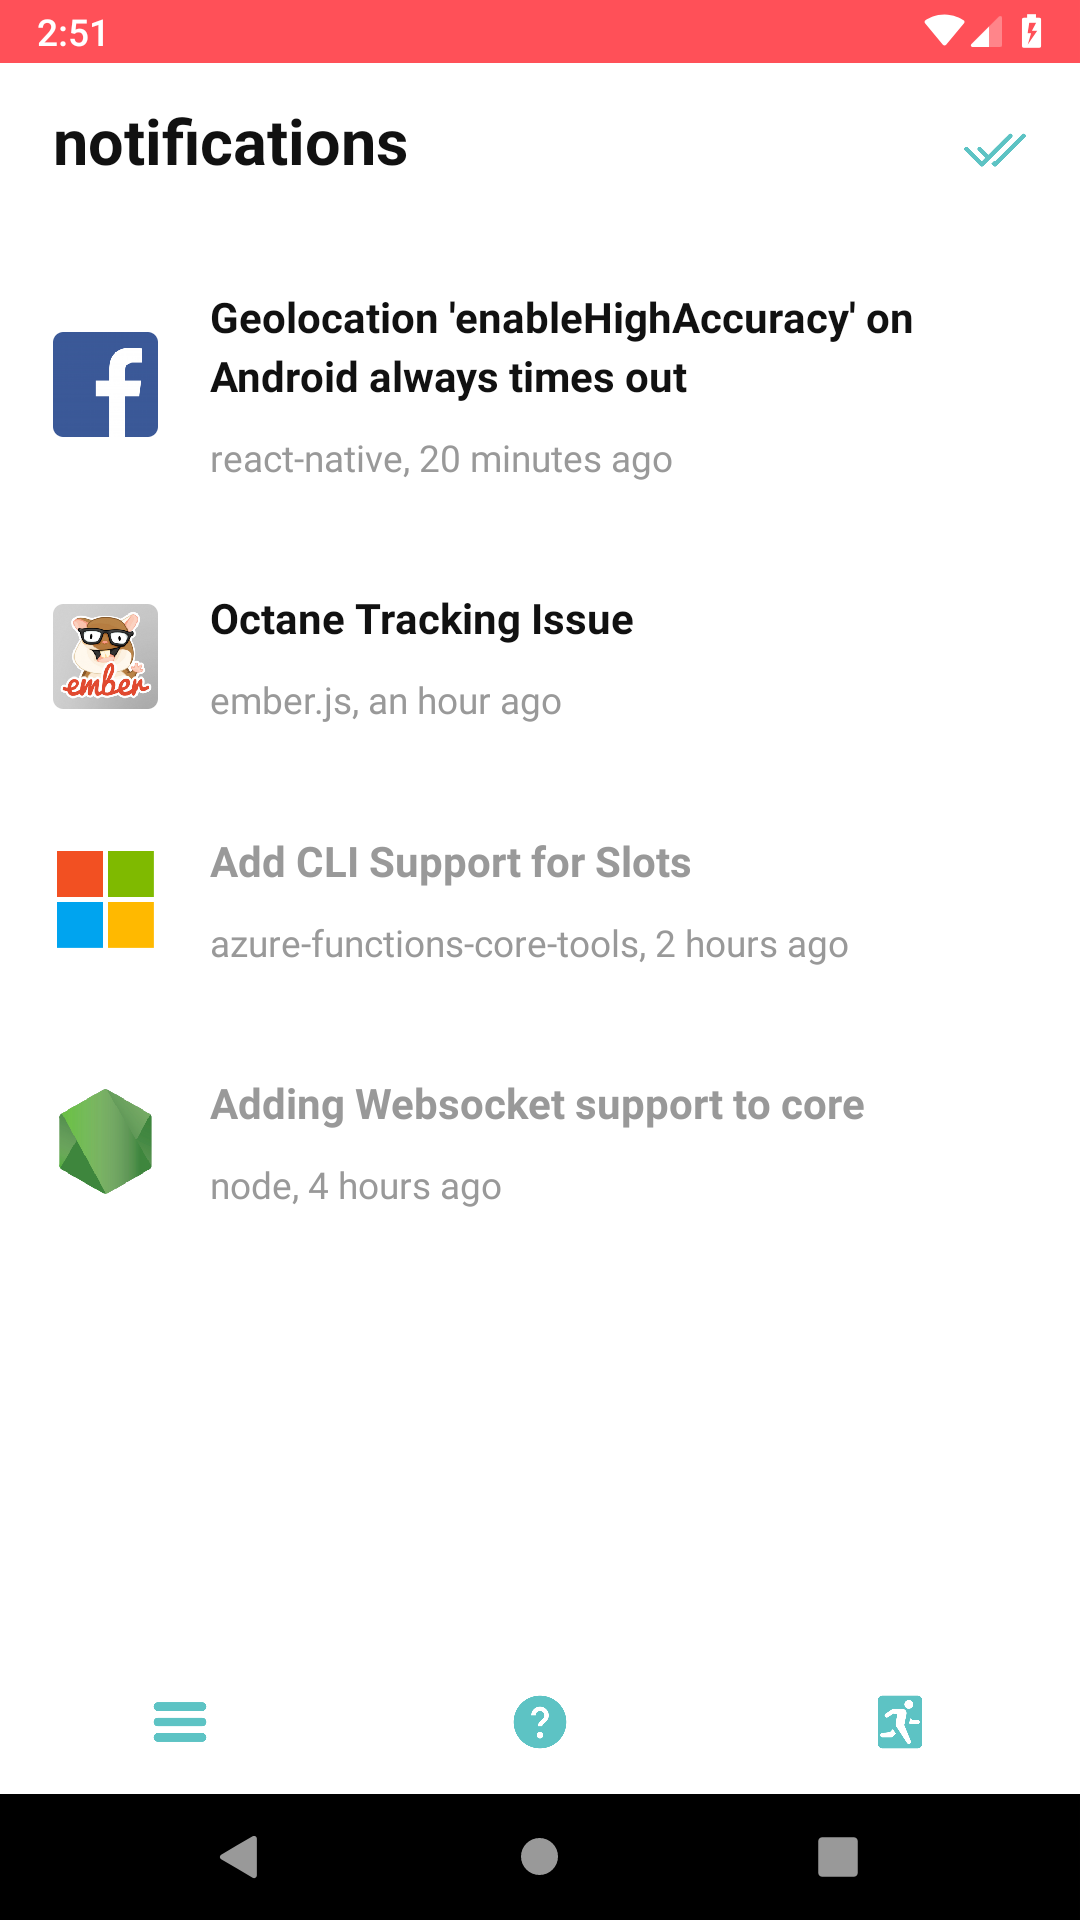 2:51
notifications
Geolocation 'enableHighAccuracy' on
Android always times out
react-native, 20 minutes ago
ember
Octane Tracking Issue
ember.js, an hour ago
Add CLI Support for Slots
azure-functions-core-tools, 2 hours ago
Adding Websocket support to core
node, 4 hours ago